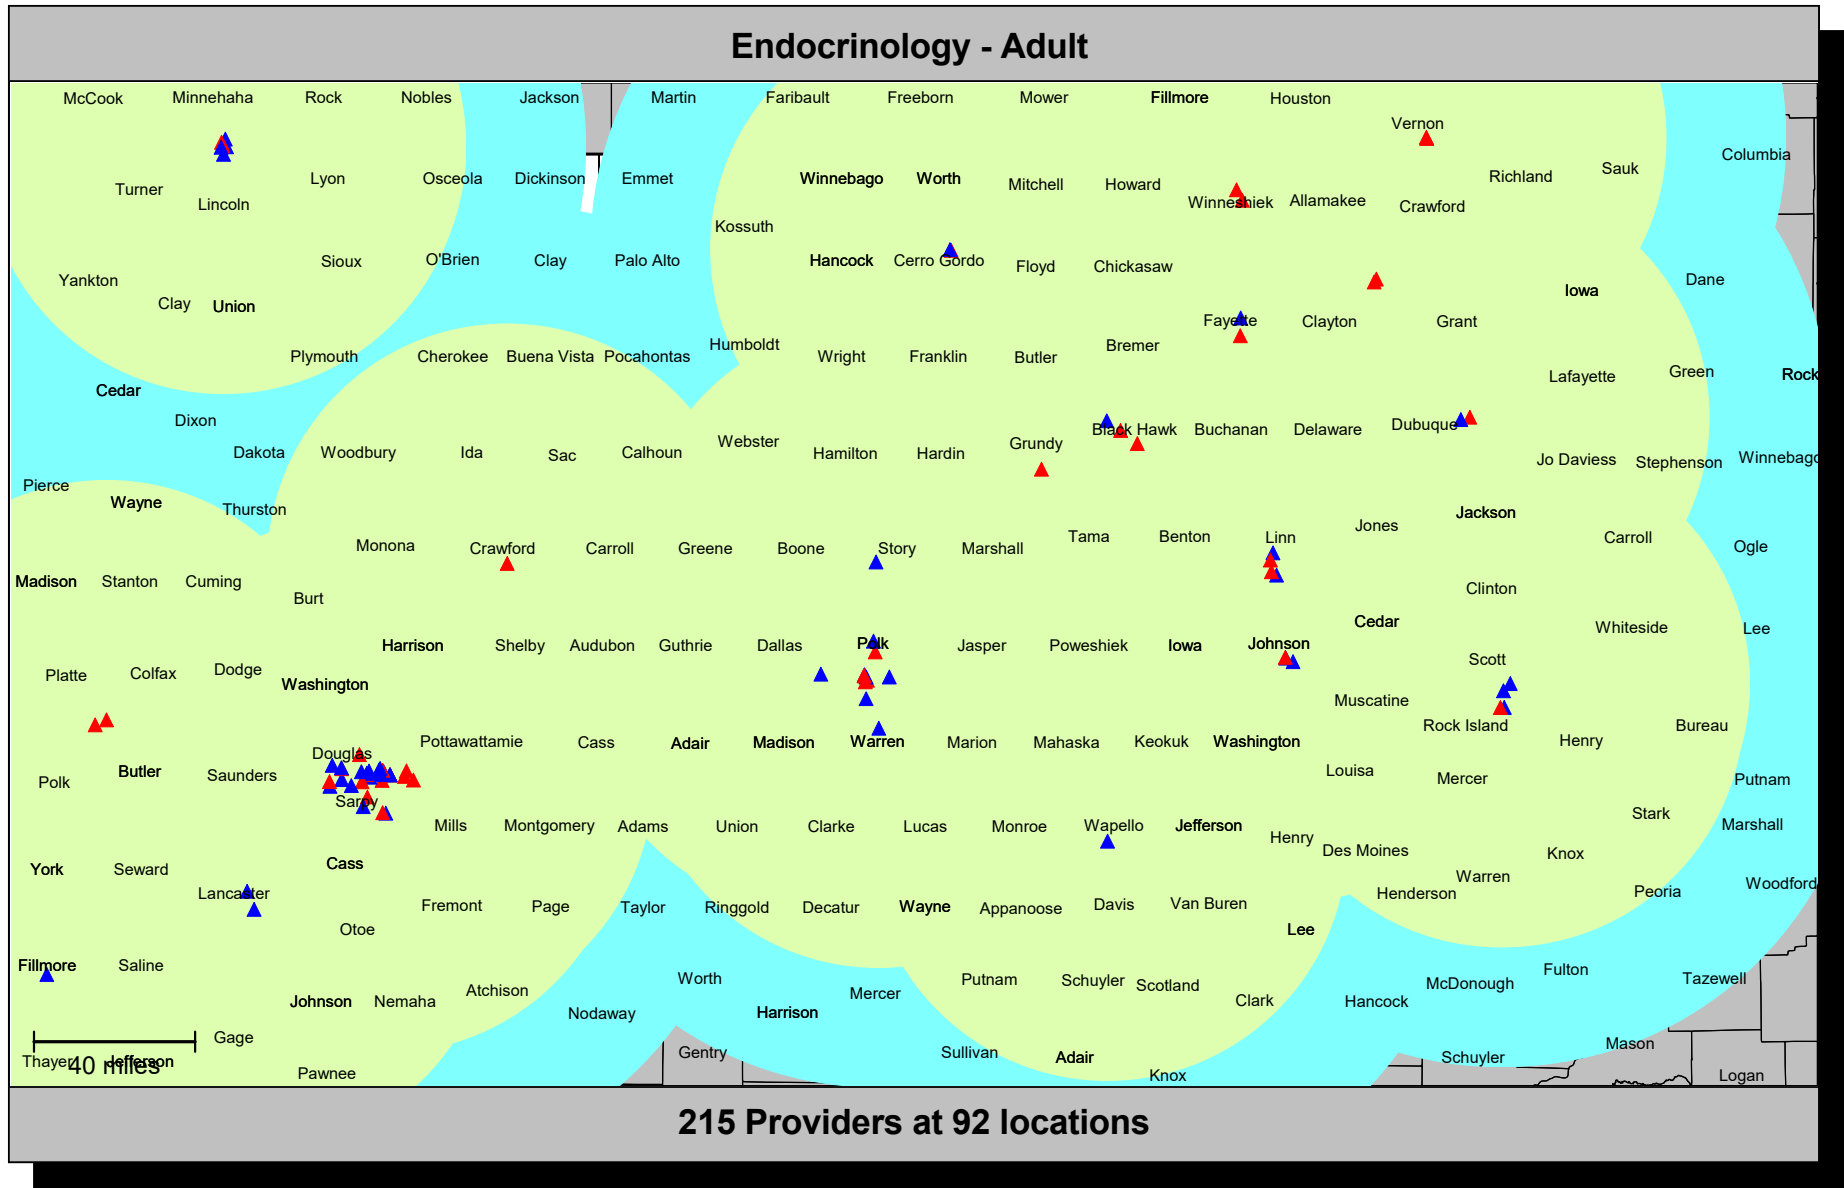 Endocrinology - Adult
McCook Minnehaha Rock Nobles Jackson Martin Faribault Freeborn Mower Fillmore Houston
Vernon
Columbia
Turner Lyon Osceola Dickinson Emmet Winnebago Worth Mitchell Howard Richland Sauk
Lincoln Winneshiek Allamakee Crawford
Kossuth
Yankton Sioux O'Brien Clay Palo Alto Hancock Cerro Gordo Floyd Chickasaw Dane
Clay Union Iowa
Fayette Clayton Grant
Plymouth Cherokee Buena Vista Pocahontas Humboldt Wright Franklin Butler Bremer
Cedar Lafayette Green Rock
Dixon Dubuque
Dakota Woodbury Ida Sac Calhoun Webster Hamilton Hardin Grundy Black Hawk Buchanan Delaware
Jo Daviess Stephenson Winnebago
Pierce
Wayne Thurston Jackson
Monona Crawford Carroll Greene Boone Story Marshall Tama Benton Linn Jones Carroll Ogle
Madison Stanton Cuming Burt Clinton
Cedar Whiteside Lee
Harrison Shelby Audubon Guthrie Dallas Polk Jasper Poweshiek Iowa Johnson
Platte Colfax Dodge Washington Scott
Muscatine
Rock Island Bureau
Douglas Pottawattamie Cass Adair Madison Warren Marion Mahaska Keokuk Washington Henry
Polk Butler Saunders Louisa Mercer Putnam
Sarpy
Mills Montgomery Adams Union Clarke Lucas Monroe Wapello Jefferson Henry Stark Marshall
Des Moines Knox
York Seward Cass Warren Woodford
Lancaster Henderson Peoria
Fremont Page Taylor Ringgold Decatur Wayne Appanoose Davis Van Buren
Otoe Lee
Fillmore Saline Fulton
Worth Putnam Schuyler Scotland McDonough Tazewell
Johnson Nemaha Atchison Mercer Clark Hancock
Nodaway Harrison
Gage Mason
Thayer Jefferson Gentry Sullivan Adair Schuyler
40 miles
Pawnee Knox Logan
215 Providers at 92 locations